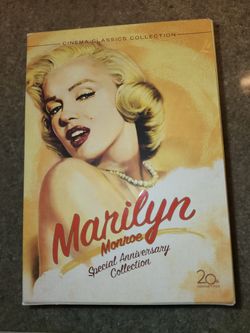 CINEMA CLASSICS COLLECTION
Marilyn
Monroe
Special Anniversary
Collection
20